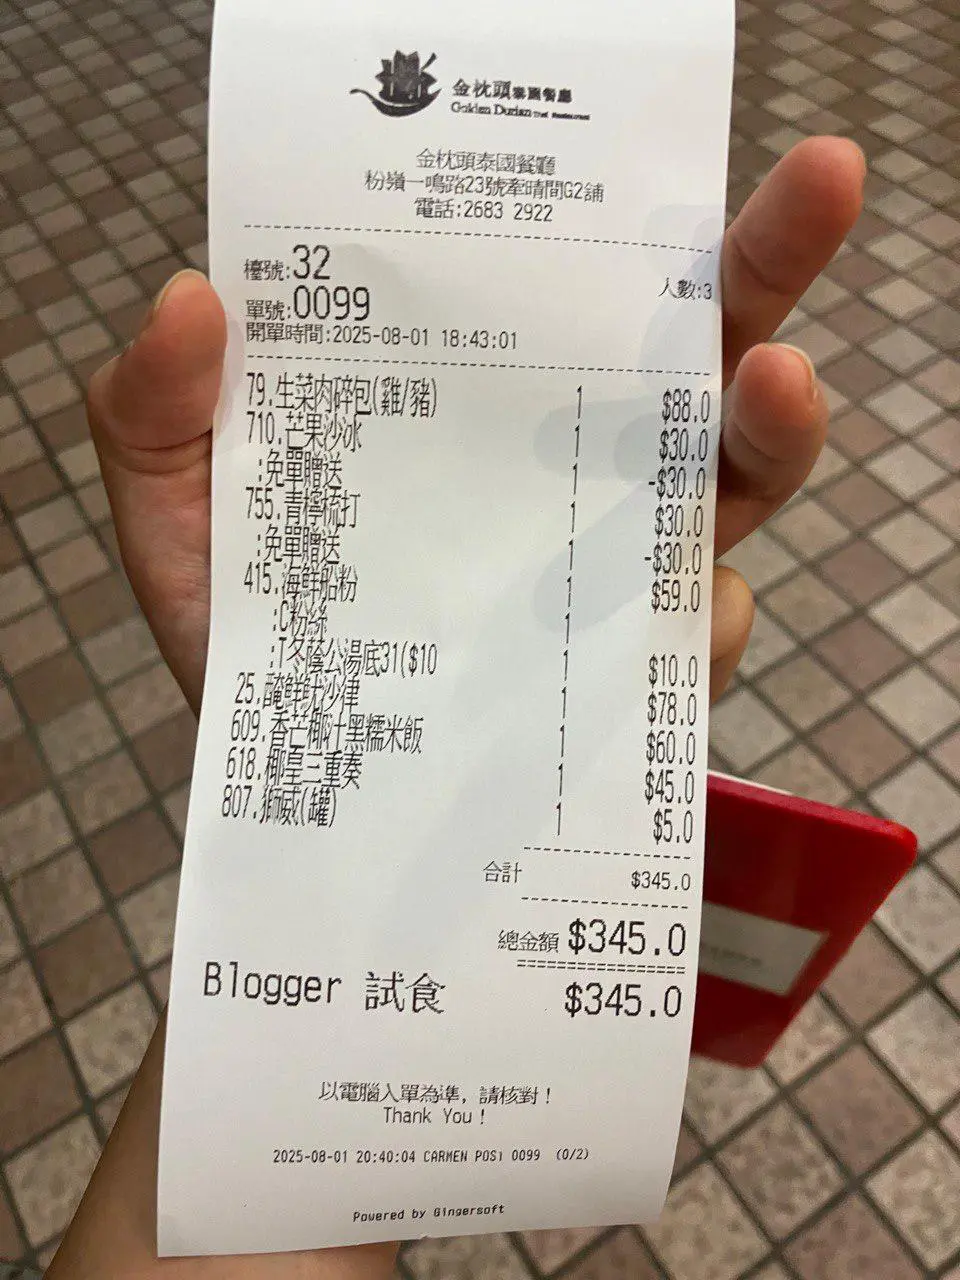 金枕頭泰國餐廳
Golden Durian Thai Restaurant
金枕頭泰國餐廳
粉嶺一鳴路23號牽晴間G2舖
電話:2683 2922
檯號:32 人數:3
單號:0099
開單時間:2025-08-01 18:43:01
79.生菜肉碎包(雞/豬) 1 $88.0
710.芒果沙冰 1 $30.0
:免單贈送 1 -$30.0
755.青檸梳打 1 $30.0
:免單贈送 1 -$30.0
415.海鮮船粉 1 $59.0
:C粉絲 1
:T冬蔭公湯底31($10 1 $10.0
25.醃鮮魷沙律 1 $78.0
609.香芒椰汁黑糯米飯 1 $60.0
618.椰皇三重奏 1 $45.0
807.獅威(罐) 1 $5.0
合計 $345.0
總金額 $345.0
Blogger 試食 $345.0
以電腦入單為準，請核對！
Thank You！
2025-08-01 20:40:04 CARMEN POS1 0099 (0/2)
Powered by Gingersoft